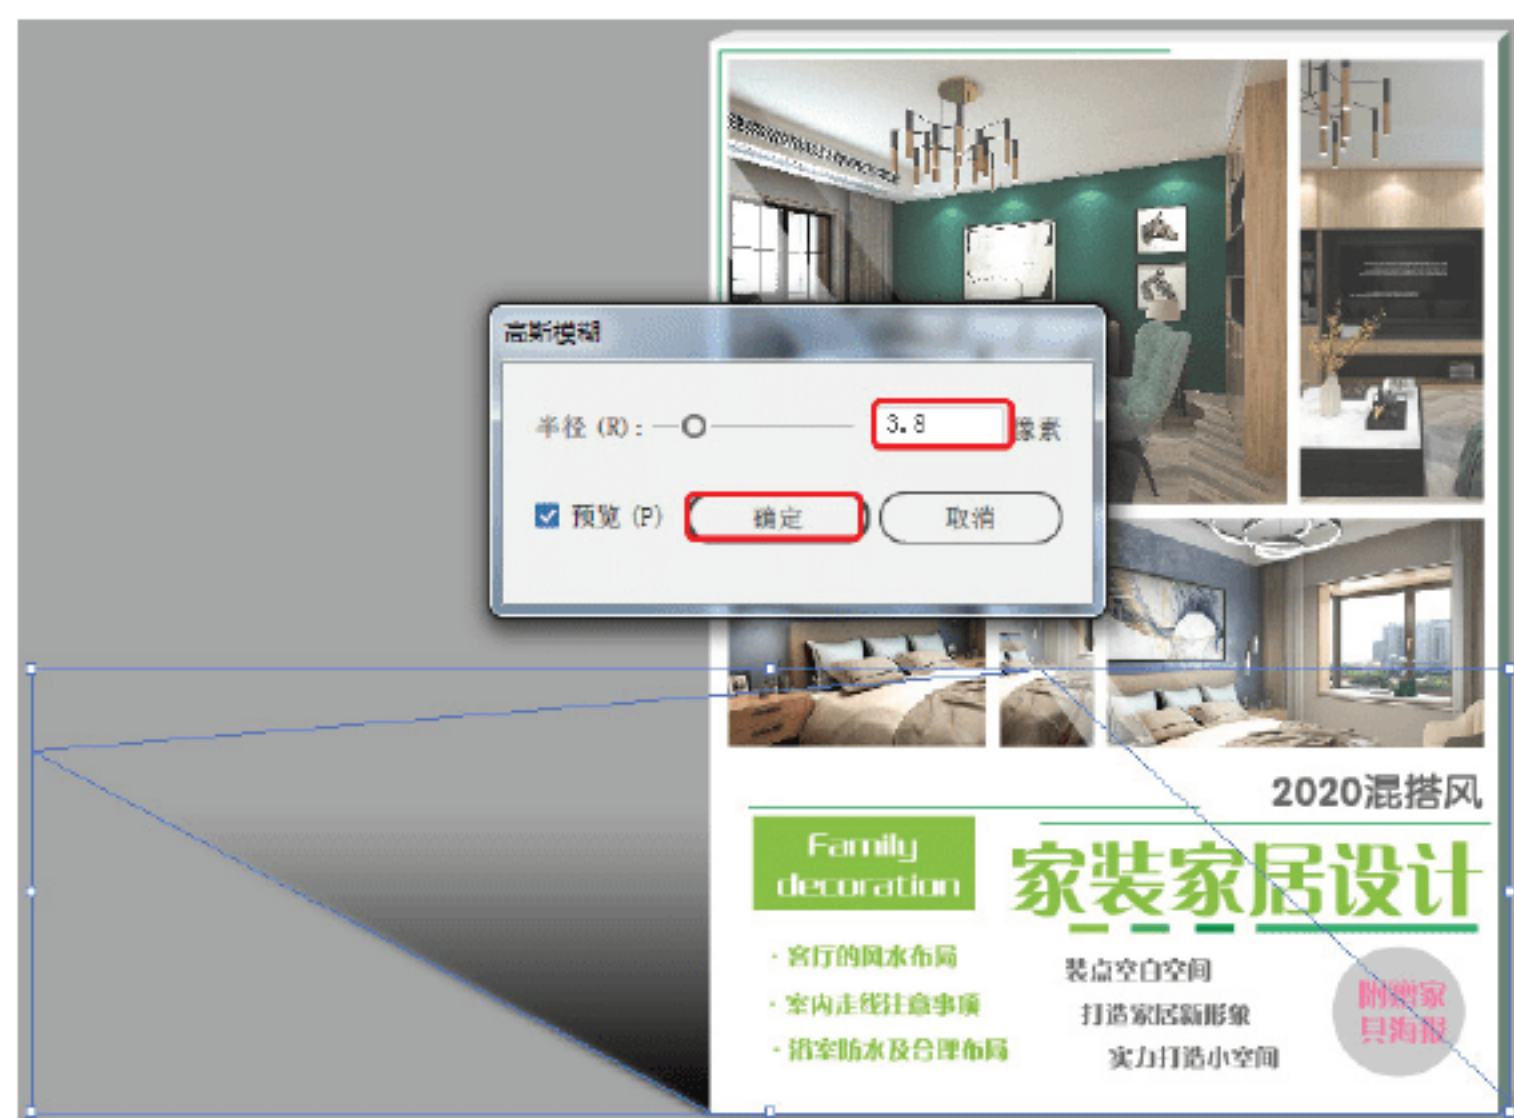 高斯模糊
半径 (R):
3.8
像素
预览 (P)
确定
取消
2020混搭风
Family
decoration
家装家居设计
· 客厅的风水布局
· 室内走线注意事项
· 浴室防水及合理布局
装点空白空间
打造家居新形象
实力打造小空间
附赠家
具海报